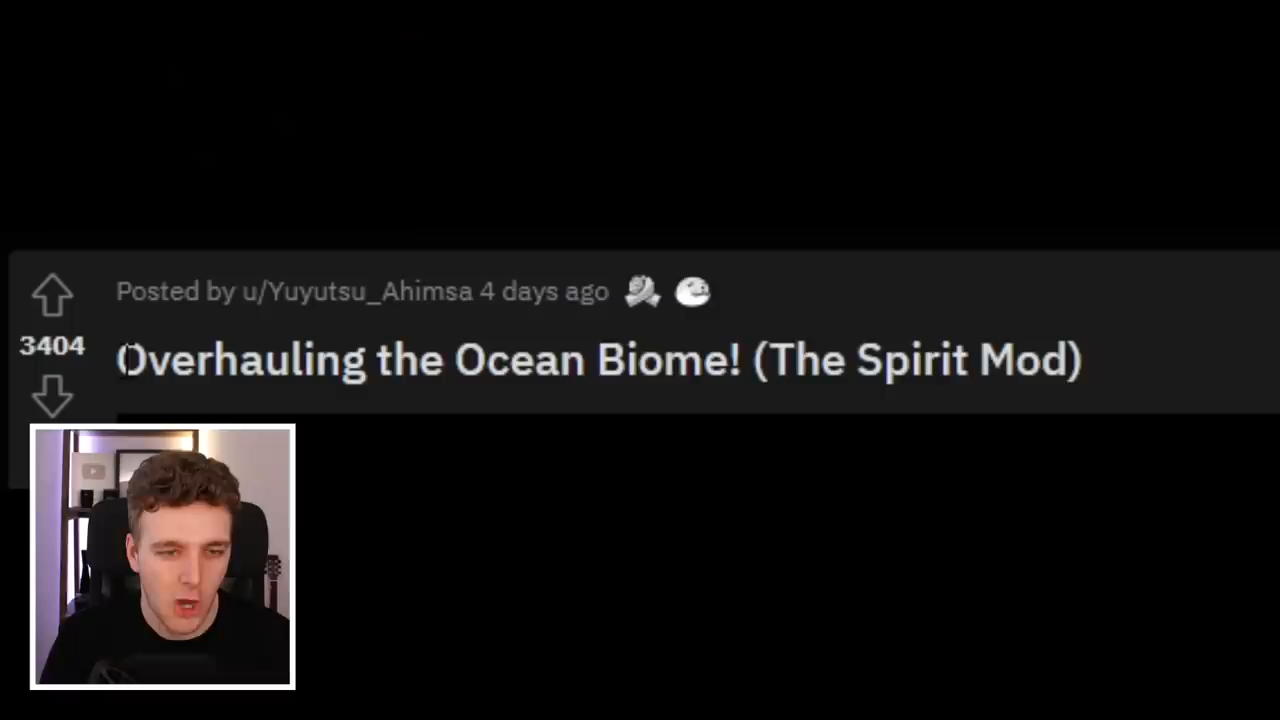 Posted by u/Yuyutsu_Ahimsa 4 days ago
3404
Overhauling the Ocean Biome! (The Spirit Mod)